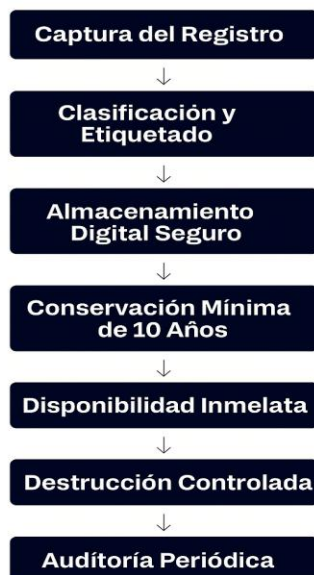 Captura del Registro
Clasificación y
Etiquetado
Almacenamiento
Digital Seguro
Conservación Mínima
de 10 Años
Disponibilidad Inmelata
Destrucción Controlada
Audítoría Periódica